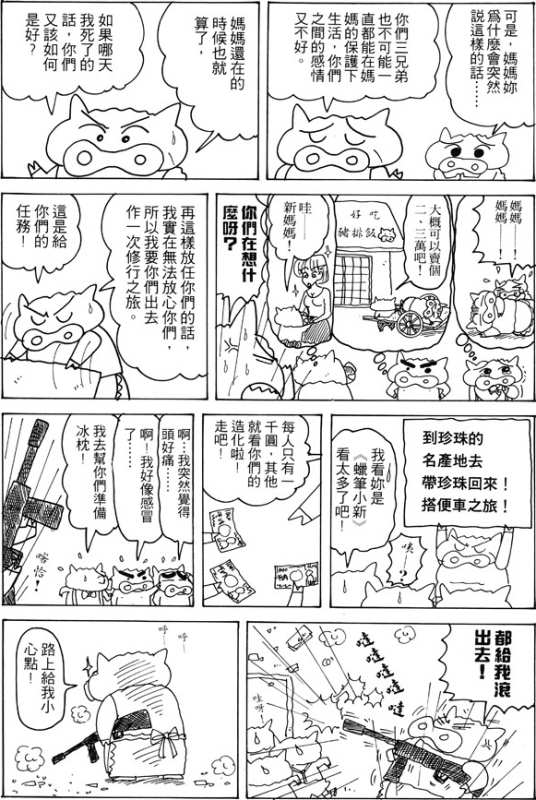 可是，媽媽妳
爲什麼會突然
說這樣的話……
你們三兄弟
也不可能一
直都能在媽
媽的保護下
生活，你們
之間的感情
又不好。
媽媽還在的
時候也就
算了，
如果哪天
我死了的
話，你們
又該如何
是好？
媽媽——！
媽媽——！
大概可以賣個
二、三萬吧！
好吃
豬排飯
哇——！
新媽媽——！
你們在想什
麼呀？
再這樣放任你們的話，
我實在無法放心你們，
所以我要你們出去
作一次修行之旅。
這是給
你們的
任務！
到珍珠的
名產地去
帶珍珠回來！
搭便車之旅！
咦……？
我看妳是
《蠟筆小新》
看太多了吧！
每人只有一
千圓，其他
就看你們的
造化啦！
走吧！
啊…我突然覺得
頭好痛……
啊！我好像感冒
了……
我去幫你們準備
冰枕！
喀恰！
都給我滾
出去！
噠噠噠噠
哇呀！
呼……呼……
路上給我小
心點！